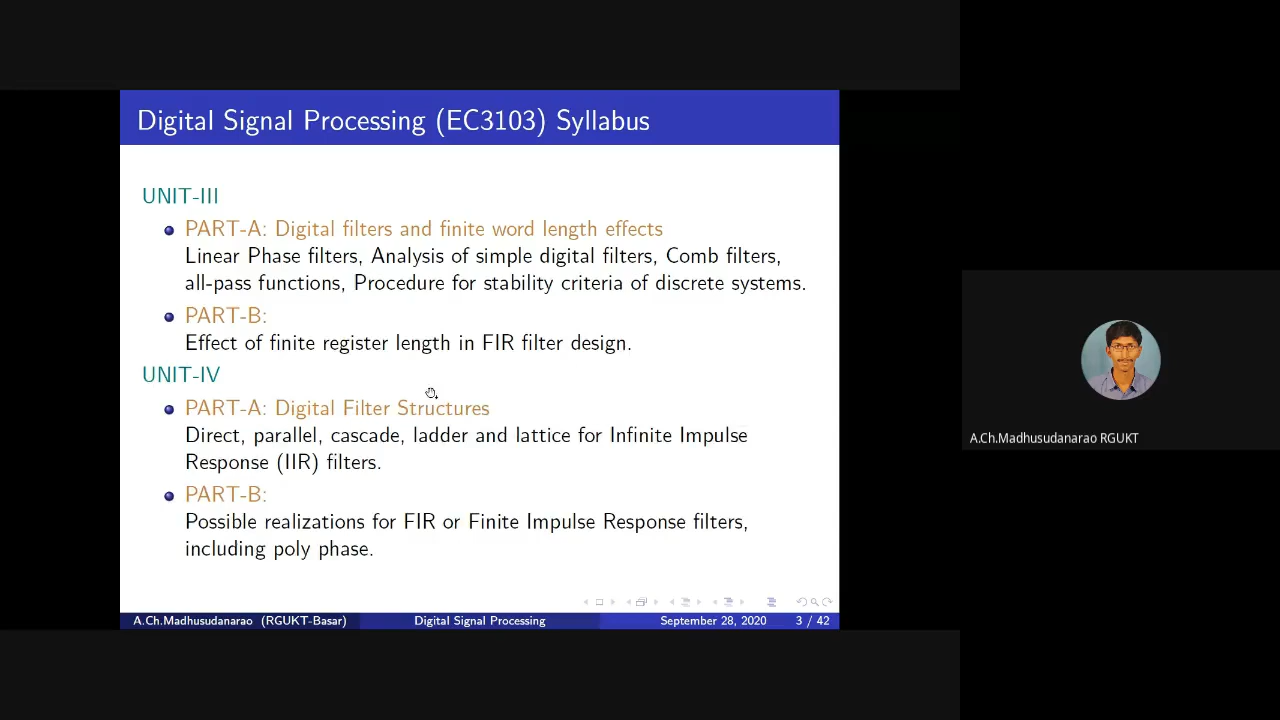 Digital Signal Processing (EC3103) Syllabus
UNIT-III
PART-A: Digital filters and finite word length effects
Linear Phase filters, Analysis of simple digital filters, Comb filters,
all-pass functions, Procedure for stability criteria of discrete systems.
PART-B:
Effect of finite register length in FIR filter design.
UNIT-IV
PART-A: Digital Filter Structures
Direct, parallel, cascade, ladder and lattice for Infinite Impulse
Response (IIR) filters.
PART-B:
Possible realizations for FIR or Finite Impulse Response filters,
including poly phase.
A.Ch.Madhusudanarao (RGUKT-Basar) Digital Signal Processing September 28, 2020 3 / 42
A.Ch.Madhusudanarao RGUKT